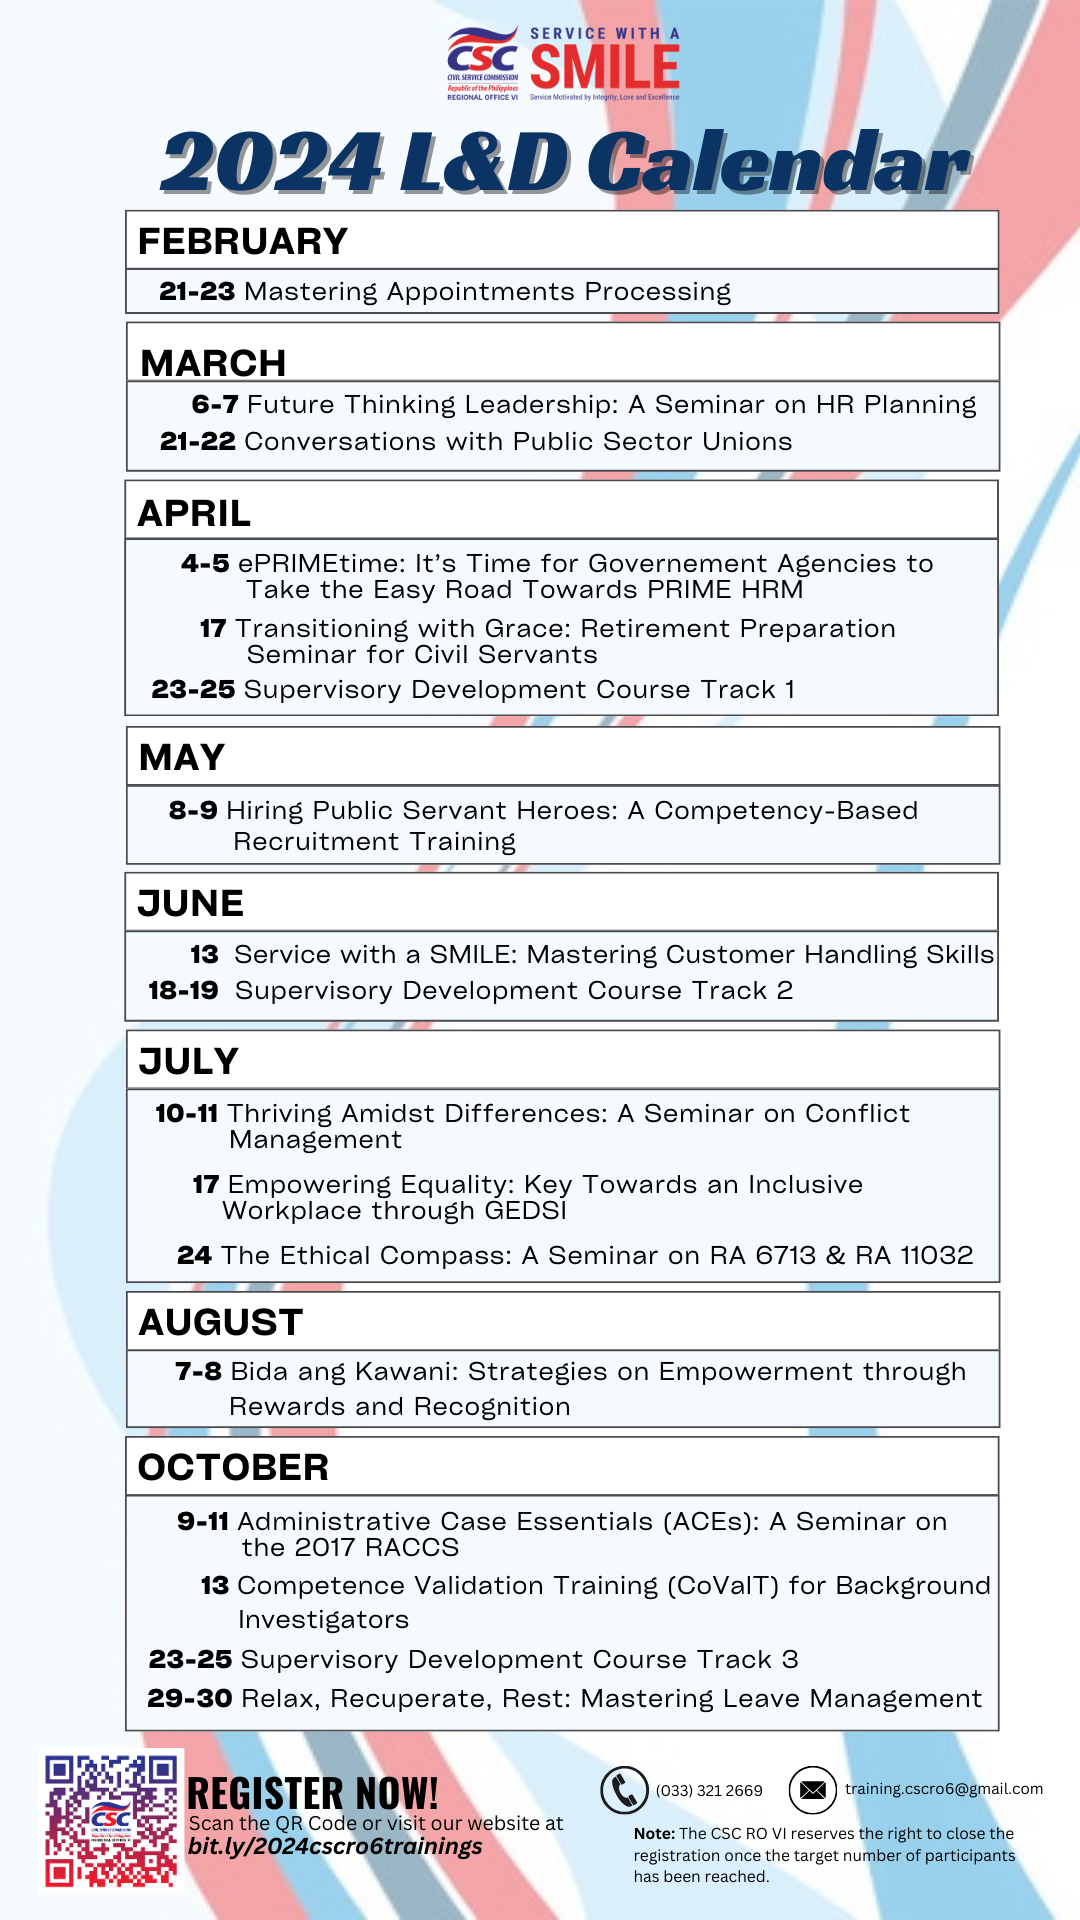 CSC
CIVIL SERVICE COMMISSION
Republic of the Philippines
REGIONAL OFFICE VI
SERVICE WITH A
SMILE
Service Motivated by Integrity, Love and Excellence
2024 L&D Calendar
FEBRUARY
21-23 Mastering Appointments Processing
MARCH
6-7 Future Thinking Leadership: A Seminar on HR Planning
21-22 Conversations with Public Sector Unions
APRIL
4-5 ePRIMEtime: It's Time for Governement Agencies to
Take the Easy Road Towards PRIME HRM
17 Transitioning with Grace: Retirement Preparation
Seminar for Civil Servants
23-25 Supervisory Development Course Track 1
MAY
8-9 Hiring Public Servant Heroes: A Competency-Based
Recruitment Training
JUNE
13 Service with a SMILE: Mastering Customer Handling Skills
18-19 Supervisory Development Course Track 2
JULY
10-11 Thriving Amidst Differences: A Seminar on Conflict
Management
17 Empowering Equality: Key Towards an Inclusive
Workplace through GEDSI
24 The Ethical Compass: A Seminar on RA 6713 & RA 11032
AUGUST
7-8 Bida ang Kawani: Strategies on Empowerment through
Rewards and Recognition
OCTOBER
9-11 Administrative Case Essentials (ACEs): A Seminar on
the 2017 RACCS
13 Competence Validation Training (CoValT) for Background
Investigators
23-25 Supervisory Development Course Track 3
29-30 Relax, Recuperate, Rest: Mastering Leave Management
CSC
REGISTER NOW!
Scan the QR Code or visit our website at
bit.ly/2024cscro6trainings
(033) 321 2669
training.cscro6@gmail.com
Note: The CSC RO VI reserves the right to close the
registration once the target number of participants
has been reached.